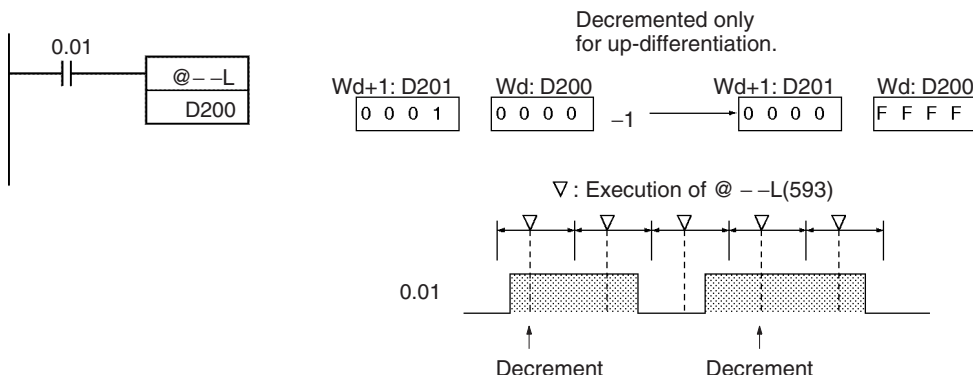 Decremented only
for up-differentiation.
0.01
@– –L
D200
Wd+1: D201 Wd: D200 Wd+1: D201 Wd: D200
0 0 0 1 0 0 0 0 –1 0 0 0 0 F F F F
▽ : Execution of @ – –L(593)
0.01
Decrement Decrement